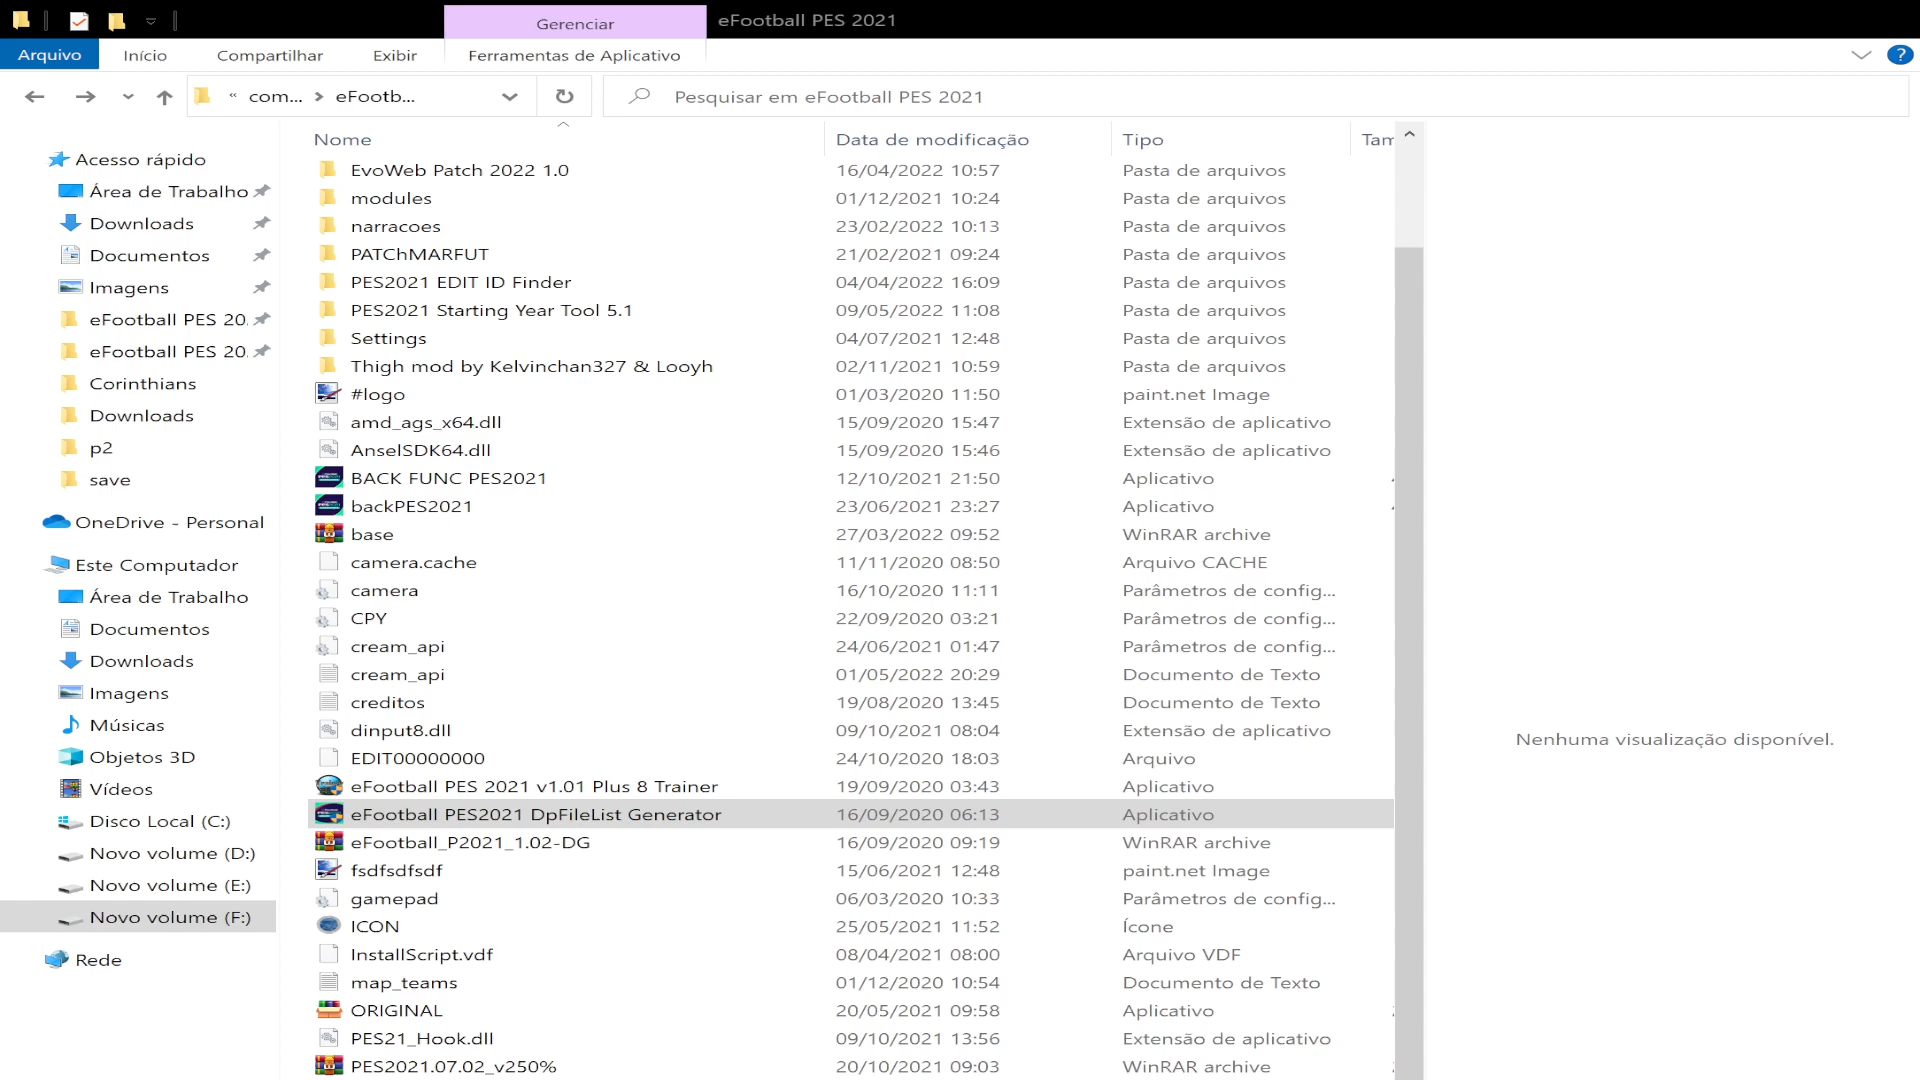 Gerenciar
eFootball PES 2021
Arquivo
Início
Compartilhar
Exibir
Ferramentas de Aplicativo
?
« com... > eFootb...
Pesquisar em eFootball PES 2021
Acesso rápido
Área de Trabalho
Downloads
Documentos
Imagens
eFootball PES 20
eFootball PES 20
Corinthians
Downloads
p2
save
OneDrive - Personal
Este Computador
Área de Trabalho
Documentos
Downloads
Imagens
Músicas
Objetos 3D
Vídeos
Disco Local (C:)
Novo volume (D:)
Novo volume (E:)
Novo volume (F:)
Rede
Nome Data de modificação Tipo Tam
EvoWeb Patch 2022 1.0 16/04/2022 10:57 Pasta de arquivos
modules 01/12/2021 10:24 Pasta de arquivos
narracoes 23/02/2022 10:13 Pasta de arquivos
PATChMARFUT 21/02/2021 09:24 Pasta de arquivos
PES2021 EDIT ID Finder 04/04/2022 16:09 Pasta de arquivos
PES2021 Starting Year Tool 5.1 09/05/2022 11:08 Pasta de arquivos
Settings 04/07/2021 12:48 Pasta de arquivos
Thigh mod by Kelvinchan327 & Looyh 02/11/2021 10:59 Pasta de arquivos
#logo 01/03/2020 11:50 paint.net Image
amd_ags_x64.dll 15/09/2020 15:47 Extensão de aplicativo
AnselSDK64.dll 15/09/2020 15:46 Extensão de aplicativo
BACK FUNC PES2021 12/10/2021 21:50 Aplicativo
backPES2021 23/06/2021 23:27 Aplicativo
base 27/03/2022 09:52 WinRAR archive
camera.cache 11/11/2020 08:50 Arquivo CACHE
camera 16/10/2020 11:11 Parâmetros de config...
CPY 22/09/2020 03:21 Parâmetros de config...
cream_api 24/06/2021 01:47 Parâmetros de config...
cream_api 01/05/2022 20:29 Documento de Texto
creditos 19/08/2020 13:45 Documento de Texto
dinput8.dll 09/10/2021 08:04 Extensão de aplicativo
EDIT00000000 24/10/2020 18:03 Arquivo
eFootball PES 2021 v1.01 Plus 8 Trainer 19/09/2020 03:43 Aplicativo
eFootball PES2021 DpFileList Generator 16/09/2020 06:13 Aplicativo
eFootball_P2021_1.02-DG 16/09/2020 09:19 WinRAR archive
fsdfsdfsdf 15/06/2021 12:48 paint.net Image
gamepad 06/03/2020 10:33 Parâmetros de config...
ICON 25/05/2021 11:52 Ícone
InstallScript.vdf 08/04/2021 08:00 Arquivo VDF
map_teams 01/12/2020 10:54 Documento de Texto
ORIGINAL 20/05/2021 09:58 Aplicativo
PES21_Hook.dll 09/10/2021 13:56 Extensão de aplicativo
PES2021.07.02_v250% 20/10/2021 09:03 WinRAR archive
Nenhuma visualização disponível.